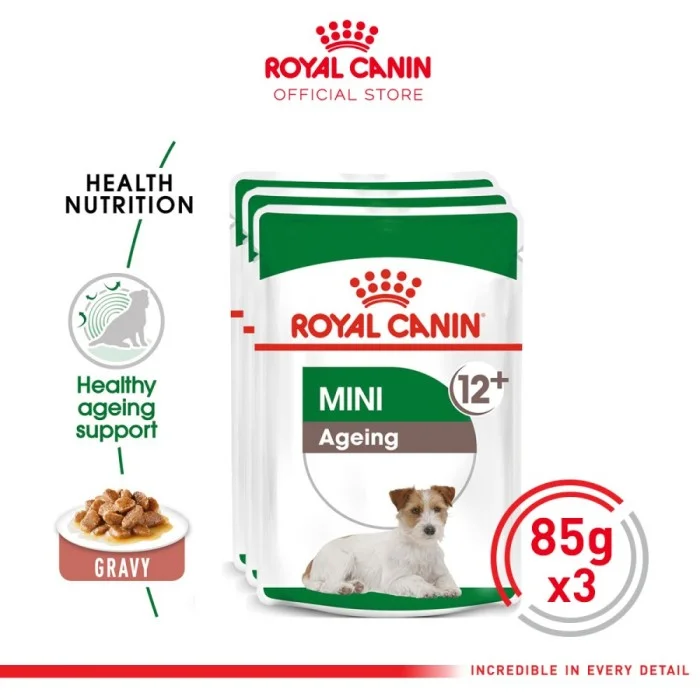 ROYAL CANIN
OFFICIAL STORE
HEALTH
NUTRITION
Healthy
ageing
support
GRAVY
ROYAL CANIN
MINI
Ageing
12+
85g
x3
INCREDIBLE IN EVERY DETAIL